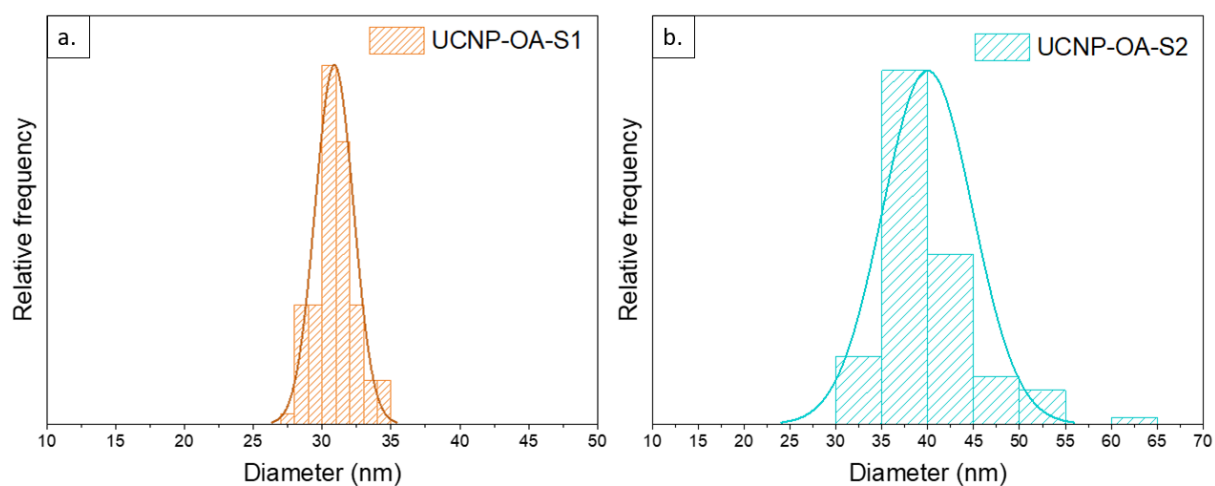 a.
UCNP-OA-S1
Relative frequency
10 15 20 25 30 35 40 45 50
Diameter (nm)
b.
UCNP-OA-S2
Relative frequency
10 15 20 25 30 35 40 45 50 55 60 65 70
Diameter (nm)